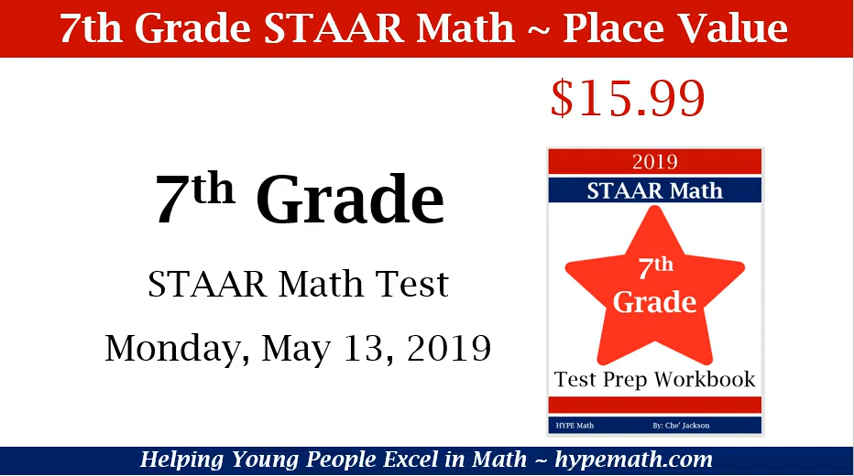 7th Grade STAAR Math ~ Place Value
$15.99
7th Grade
STAAR Math Test
Monday, May 13, 2019
2019
STAAR Math
7th
Grade
Test Prep Workbook
HYPE Math By: Che' Jackson
Helping Young People Excel in Math ~ hypemath.com